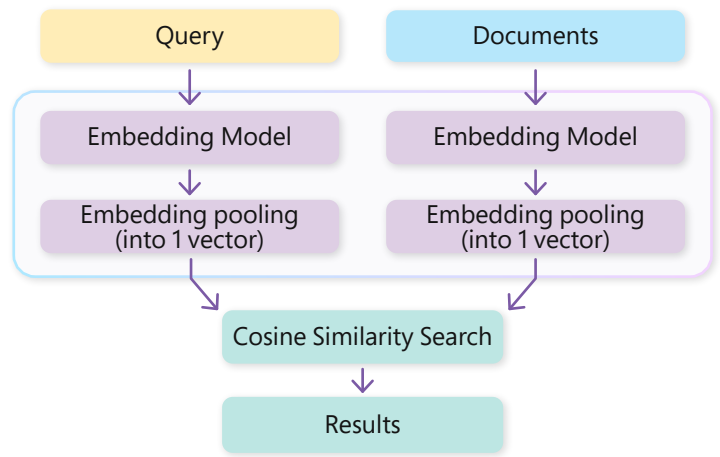 Query
Documents
Embedding Model
Embedding Model
Embedding pooling
(into 1 vector)
Embedding pooling
(into 1 vector)
Cosine Similarity Search
Results